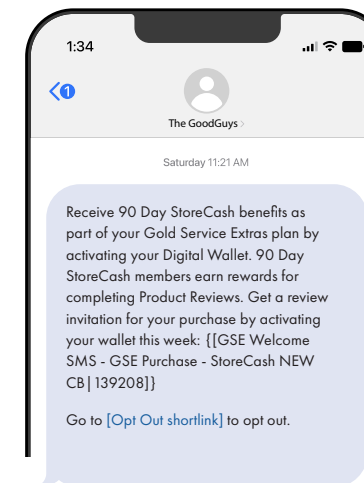 1:34
1
The GoodGuys
Saturday 11:21 AM
Receive 90 Day StoreCash benefits as
part of your Gold Service Extras plan by
activating your Digital Wallet. 90 Day
StoreCash members earn rewards for
completing Product Reviews. Get a review
invitation for your purchase by activating
your wallet this week: {[GSE Welcome
SMS - GSE Purchase - StoreCash NEW
CB|139208]}
Go to [Opt Out shortlink] to opt out.